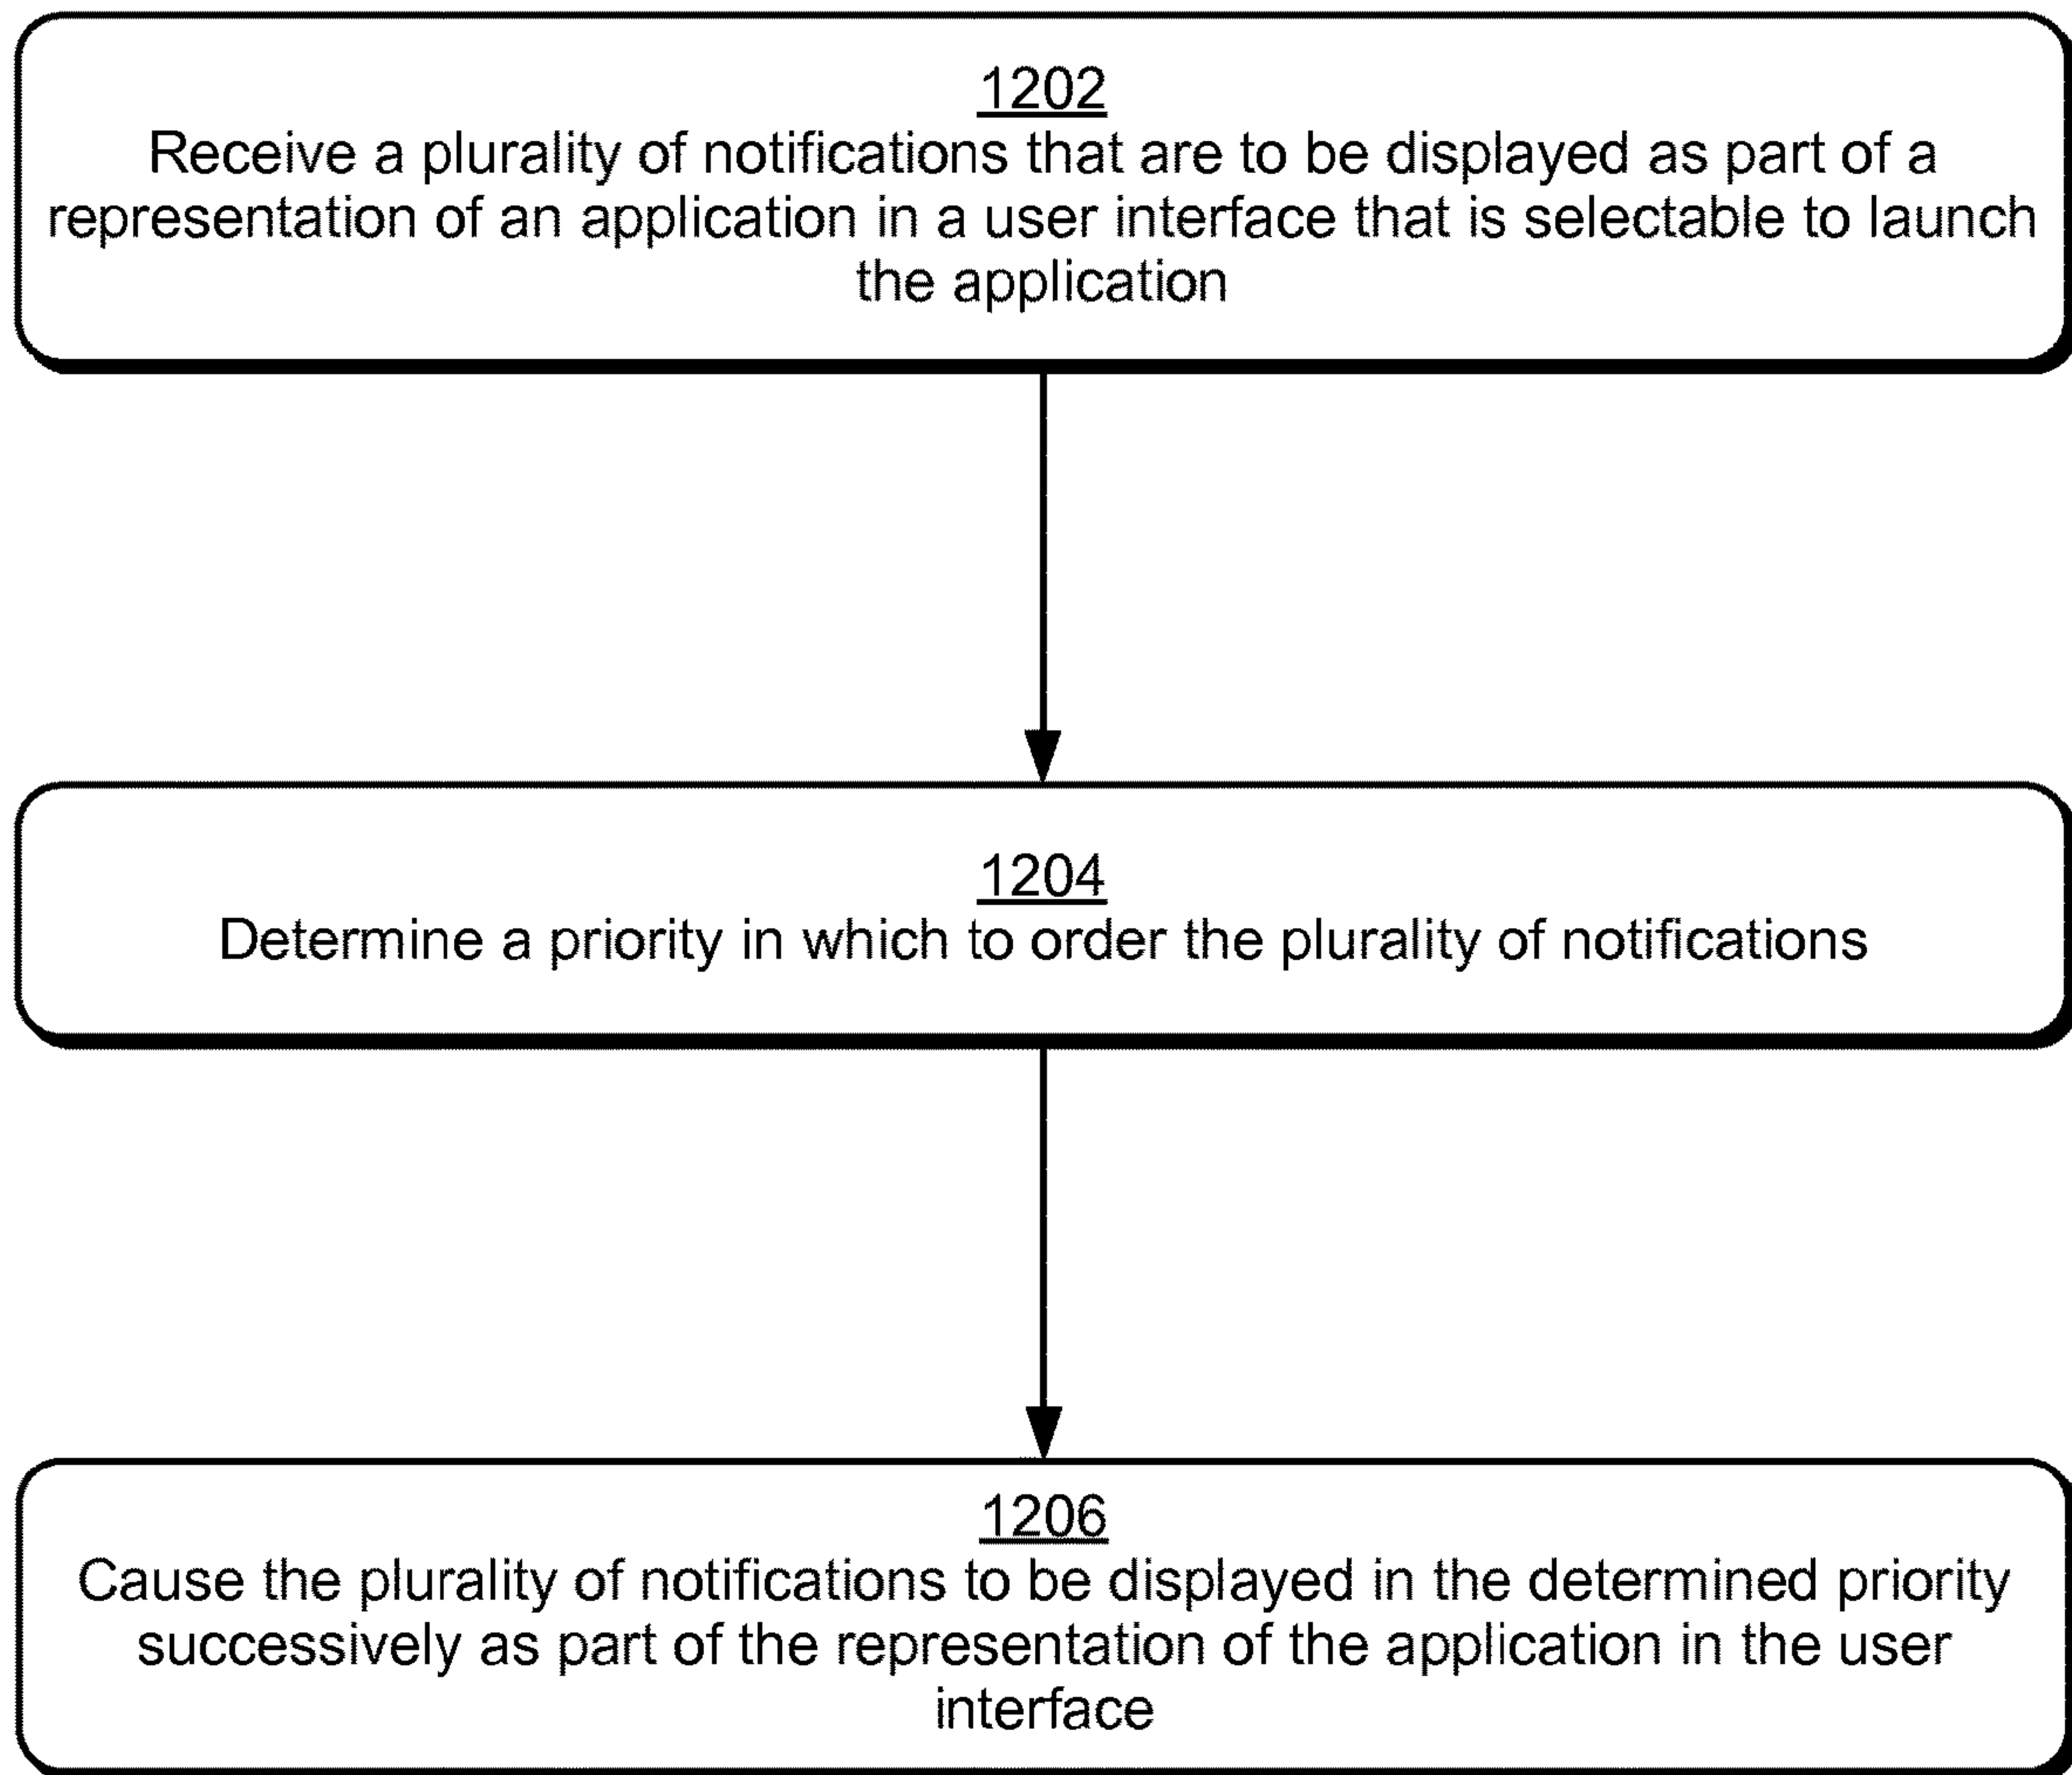 1202
Receive a plurality of notifications that are to be displayed as part of a
representation of an application in a user interface that is selectable to launch
the application
1204
Determine a priority in which to order the plurality of notifications
1206
Cause the plurality of notifications to be displayed in the determined priority
successively as part of the representation of the application in the user
interface